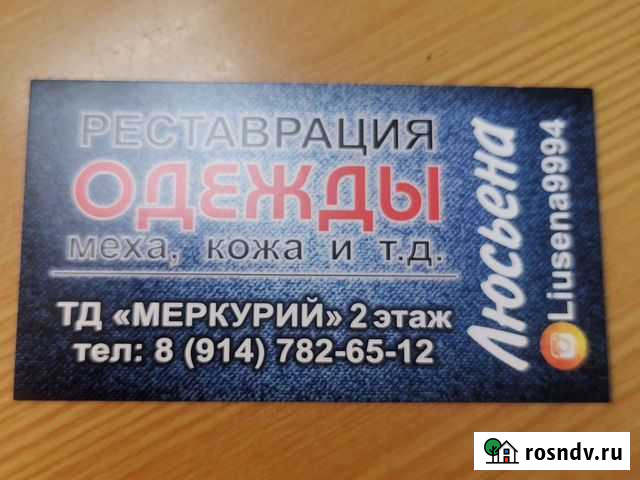 РЕСТАВРАЦИЯ
ОДЕЖДЫ
меха, кожа и т.д.
ТД «МЕРКУРИЙ» 2 этаж
тел: 8 (914) 782-65-12
Люсьена
Liusena9994
rosndv.ru